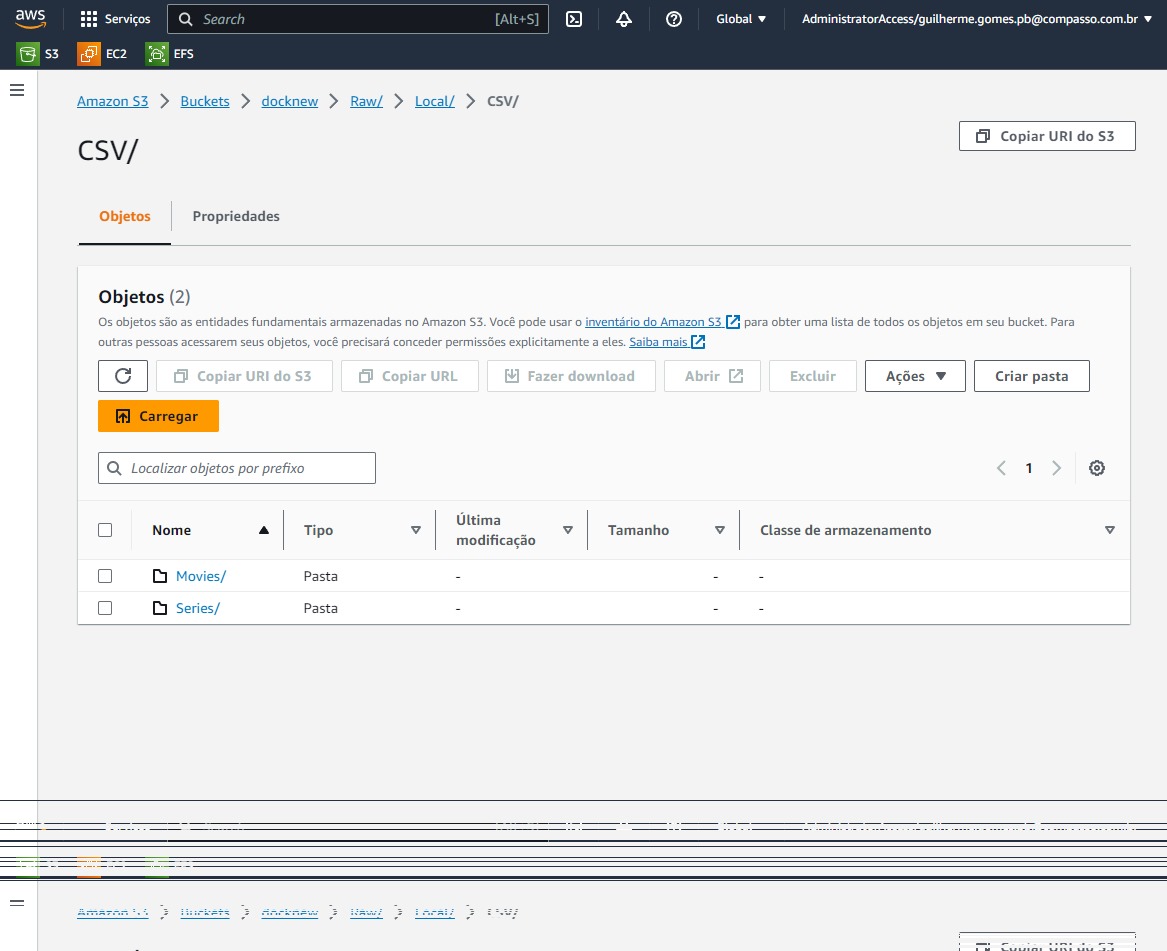 aws Serviços Search [Alt+S] Global AdministratorAccess/guilherme.gomes.pb@compasso.com.br
S3 EC2 EFS
Amazon S3 Buckets docknew Raw/ Local/ CSV/
CSV/
Copiar URI do S3
Objetos Propriedades
Objetos (2)
Os objetos são as entidades fundamentais armazenadas no Amazon S3. Você pode usar o inventário do Amazon S3 para obter uma lista de todos os objetos em seu bucket. Para
outras pessoas acessarem seus objetos, você precisará conceder permissões explicitamente a eles. Saiba mais
Copiar URI do S3 Copiar URL Fazer download Abrir Excluir Ações Criar pasta
Carregar
Localizar objetos por prefixo
1
Nome Tipo Última modificação Tamanho Classe de armazenamento
Movies/ Pasta - - -
Series/ Pasta - - -
Amazon S3 Buckets docknew Raw/ Local/ CSV/
Copiar URI do S3